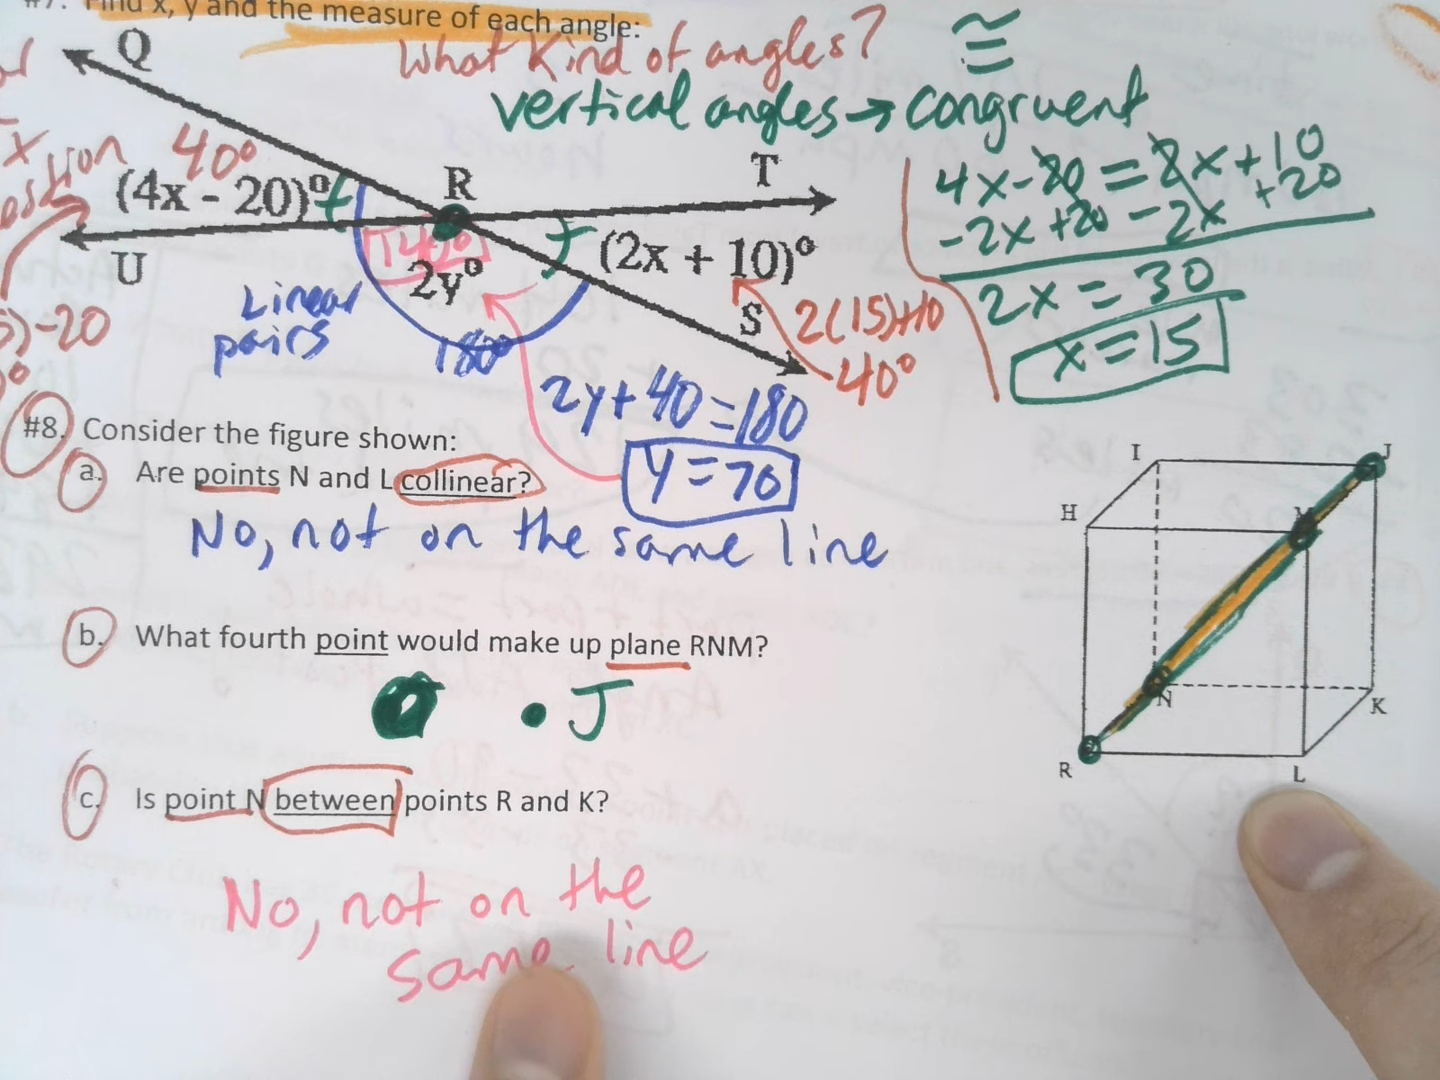 Find x, y and the measure of each angle:
What Kind of angles?
≅
vertical angles → congruent
Q
40°
(4x - 20)°
R
T
U
140°
2y°
(2x + 10)°
S
Linear
pairs
180°
2(15)+10
40°
4x-20 = 2x+10
-2x +20 -2x +20
2x = 30
x = 15
-20
2y+40=180
y = 70
#8. Consider the figure shown:
a. Are points N and L collinear?
No, not on the same line
b. What fourth point would make up plane RNM?
• J
c. Is point N between points R and K?
No, not on the
same line
I
J
H
M
N
K
R
L